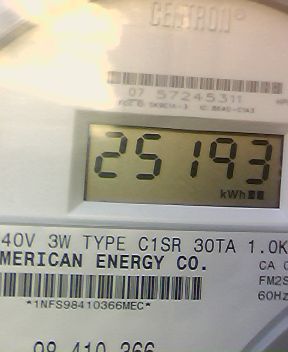 CENTRON®
07 57245311
25193
kWh
40V 3W TYPE C1SR 30TA 1.0K
MERICAN ENERGY CO.
CA
FM2S
60Hz
*1NFS98410366MEC*
98 410 366